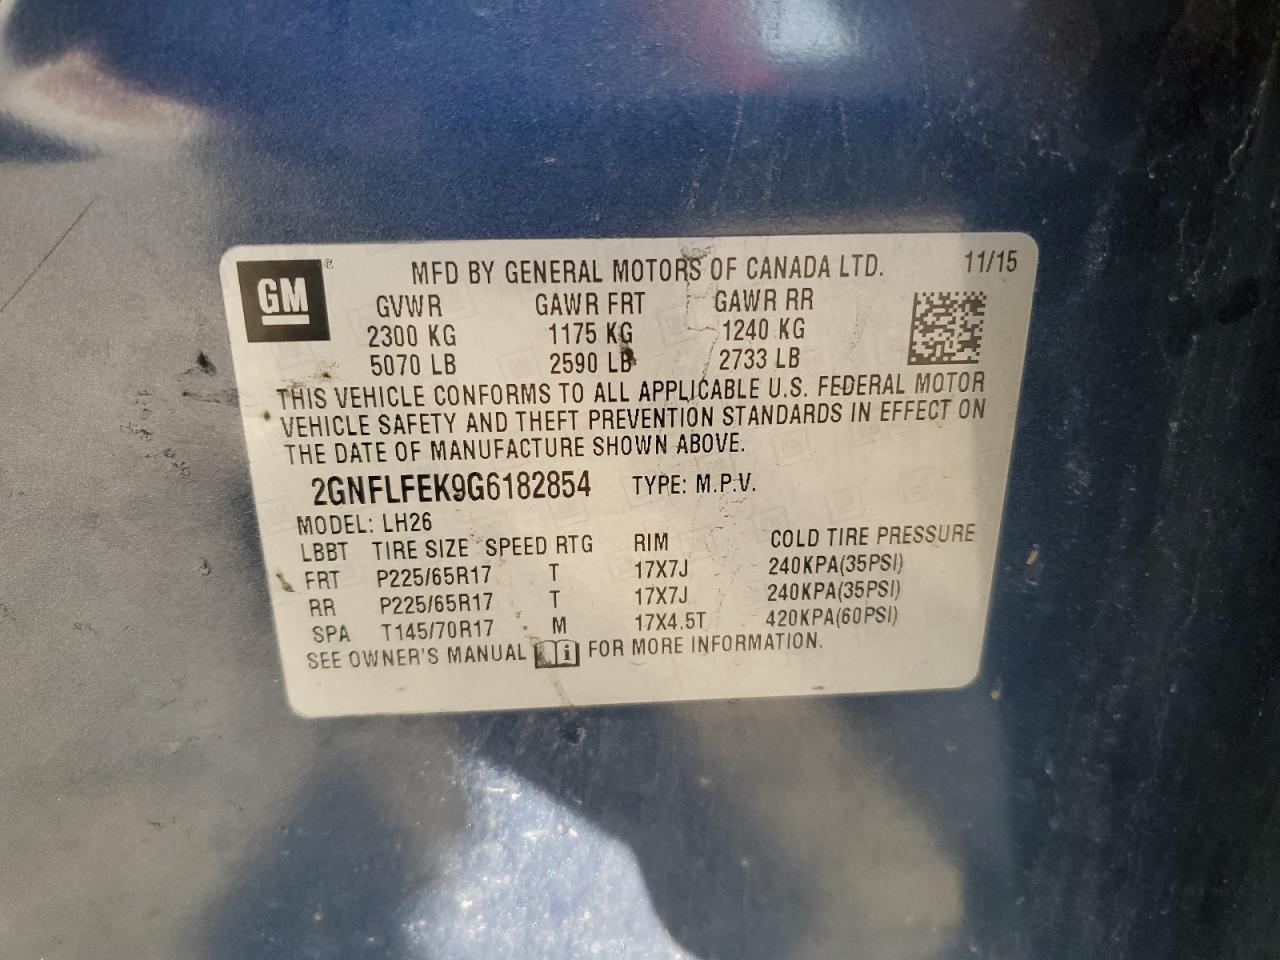 GM ® MFD BY GENERAL MOTORS OF CANADA LTD. 11/15
GVWR GAWR FRT GAWR RR
2300 KG 1175 KG 1240 KG
5070 LB 2590 LB 2733 LB
THIS VEHICLE CONFORMS TO ALL APPLICABLE U.S. FEDERAL MOTOR
VEHICLE SAFETY AND THEFT PREVENTION STANDARDS IN EFFECT ON
THE DATE OF MANUFACTURE SHOWN ABOVE.
2GNFLFEK9G6182854 TYPE: M.P.V.
MODEL: LH26
LBBT TIRE SIZE SPEED RTG RIM COLD TIRE PRESSURE
FRT P225/65R17 T 17X7J 240KPA(35PSI)
RR P225/65R17 T 17X7J 240KPA(35PSI)
SPA T145/70R17 M 17X4.5T 420KPA(60PSI)
SEE OWNER'S MANUAL i FOR MORE INFORMATION.